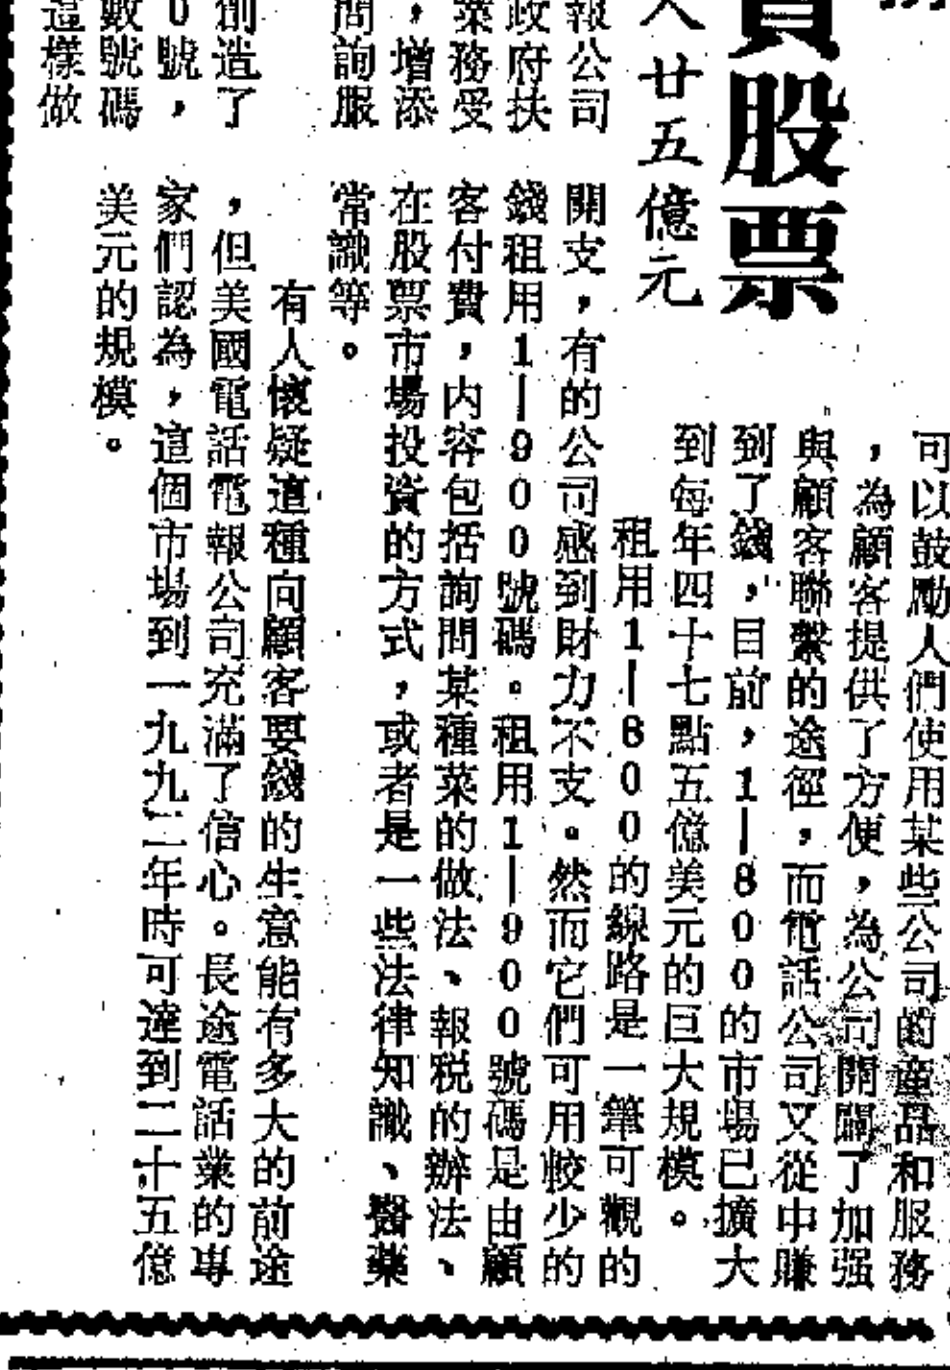 股票
廿五億元
報公司
政府扶
業務受
，增添
問詢服
創造了
0號，
數號碼
這樣做
可以鼓勵人們使用某些公司的產品和服務
，為顧客提供了方便，為公司開闢了加强
與顧客聯繫的途徑，而電話公司又從中賺
到了錢，目前，1—800的市場已擴大
到每年四十七點五億美元的巨大規模。
租用1—800的線路是一筆可觀的
開支，有的公司感到財力不支。然而它們可用較少的
錢租用1—900號碼。租用1—900號碼是由顧
客付費，内容包括詢問某種菜的做法、報税的辦法、
在股票市場投資的方式，或者是一些法律知識、醫藥
常識等。
有人懷疑這種向顧客要錢的生意能有多大的前途
，但美國電話電報公司充滿了信心。長途電話業的專
家們認為，這個市場到一九九二年時可達到二十五億
美元的規模。